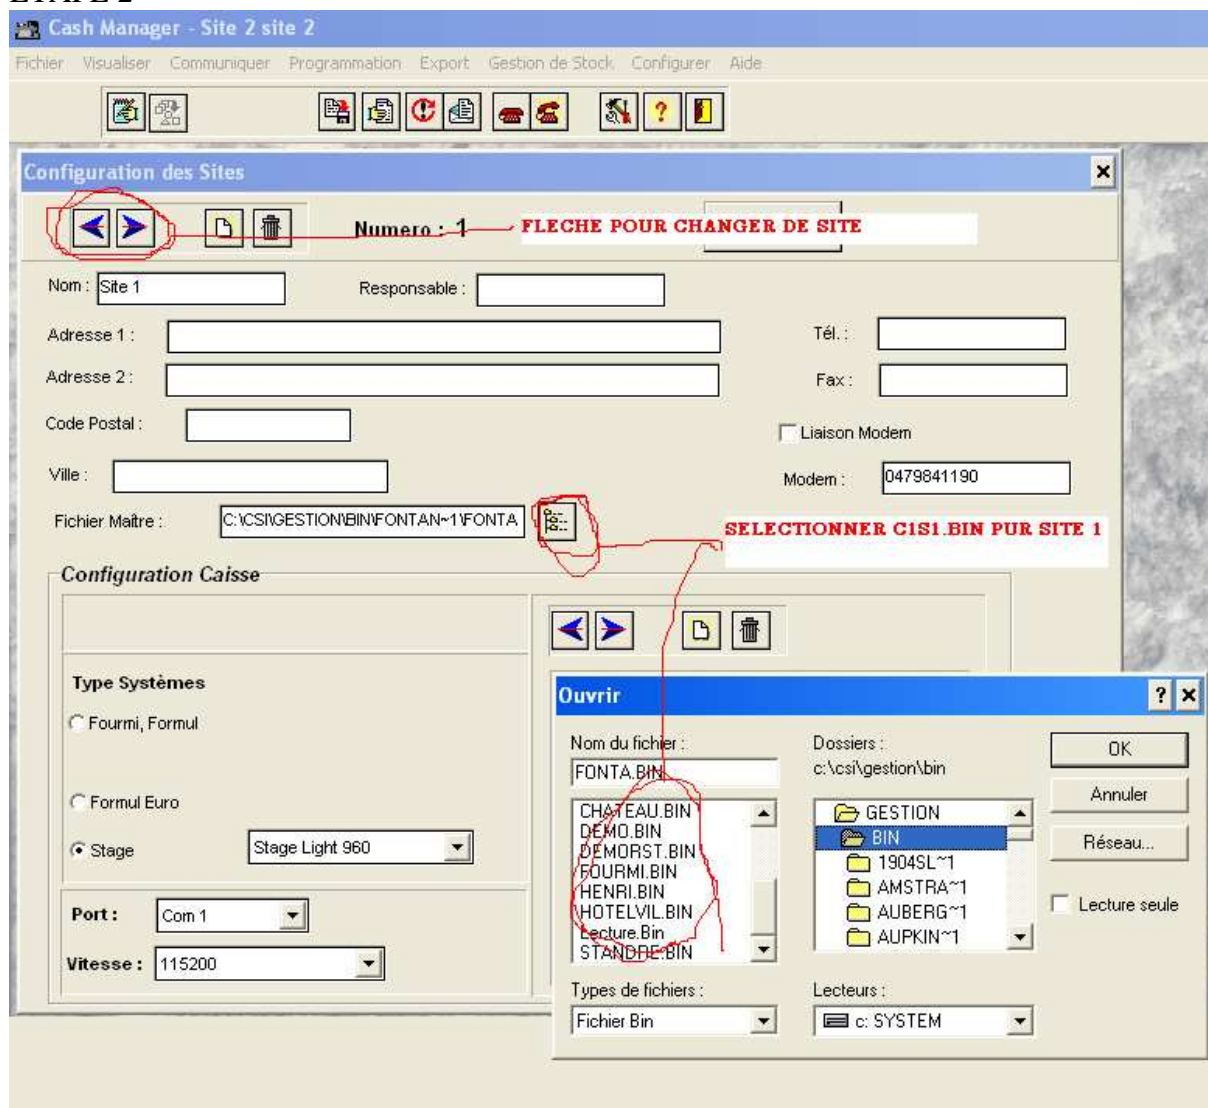 ETAPE 2
Cash Manager - Site 2 site 2
Fichier Visualiser Communiquer Programmation Export Gestion de Stock Configurer Aide
Configuration des Sites
Numero : 1
FLECHE POUR CHANGER DE SITE
Nom : Site 1 Responsable :
Adresse 1 : Tél. :
Adresse 2 : Fax :
Code Postal : Liaison Modem
Ville : Modem : 0479841190
Fichier Maître : C:\CSI\GESTION\BIN\FONTAN~1\FONTA
SELECTIONNER C1S1.BIN PUR SITE 1
Configuration Caisse
Type Systèmes
Fourmi, Formul
Formul Euro
Stage Stage Light 960
Port : Com 1
Vitesse : 115200
Ouvrir
Nom du fichier : Dossiers : OK
FONTA.BIN c:\csi\gestion\bin
Annuler
CHATEAU.BIN GESTION
DEMO.BIN BIN Réseau...
DEMORST.BIN 1904SL~1
FOURMI.BIN AMSTRA~1
HENRI.BIN
HOTELVIL.BIN AUBERG~1 Lecture seule
Lecture.Bin AUPKIN~1
STANDRE.BIN
Types de fichiers : Lecteurs :
Fichier Bin c: SYSTEM